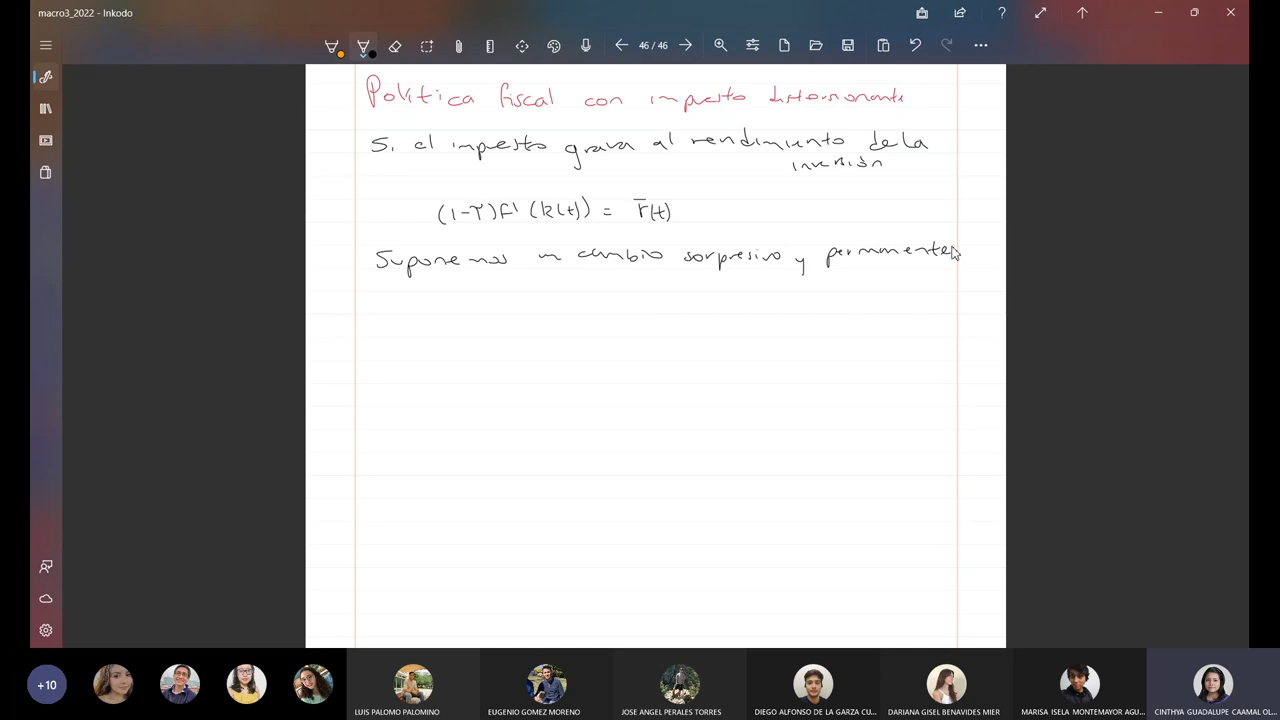 macro3_2022 - Inkodo
46 / 46
Política fiscal con impuesto distorsionante
Si el impuesto grava al rendimiento de la
inversión
(1-τ)f'(k(t)) = r̄(t)
Suponemos un cambio sorpresivo y permanente
+10
LUIS PALOMO PALOMINO
EUGENIO GOMEZ MORENO
JOSE ANGEL PERALES TORRES
DIEGO ALFONSO DE LA GARZA CU...
DARIANA GISEL BENAVIDES MIER
MARISA ISELA MONTEMAYOR AGU...
CINTHYA GUADALUPE CAAMAL OL...